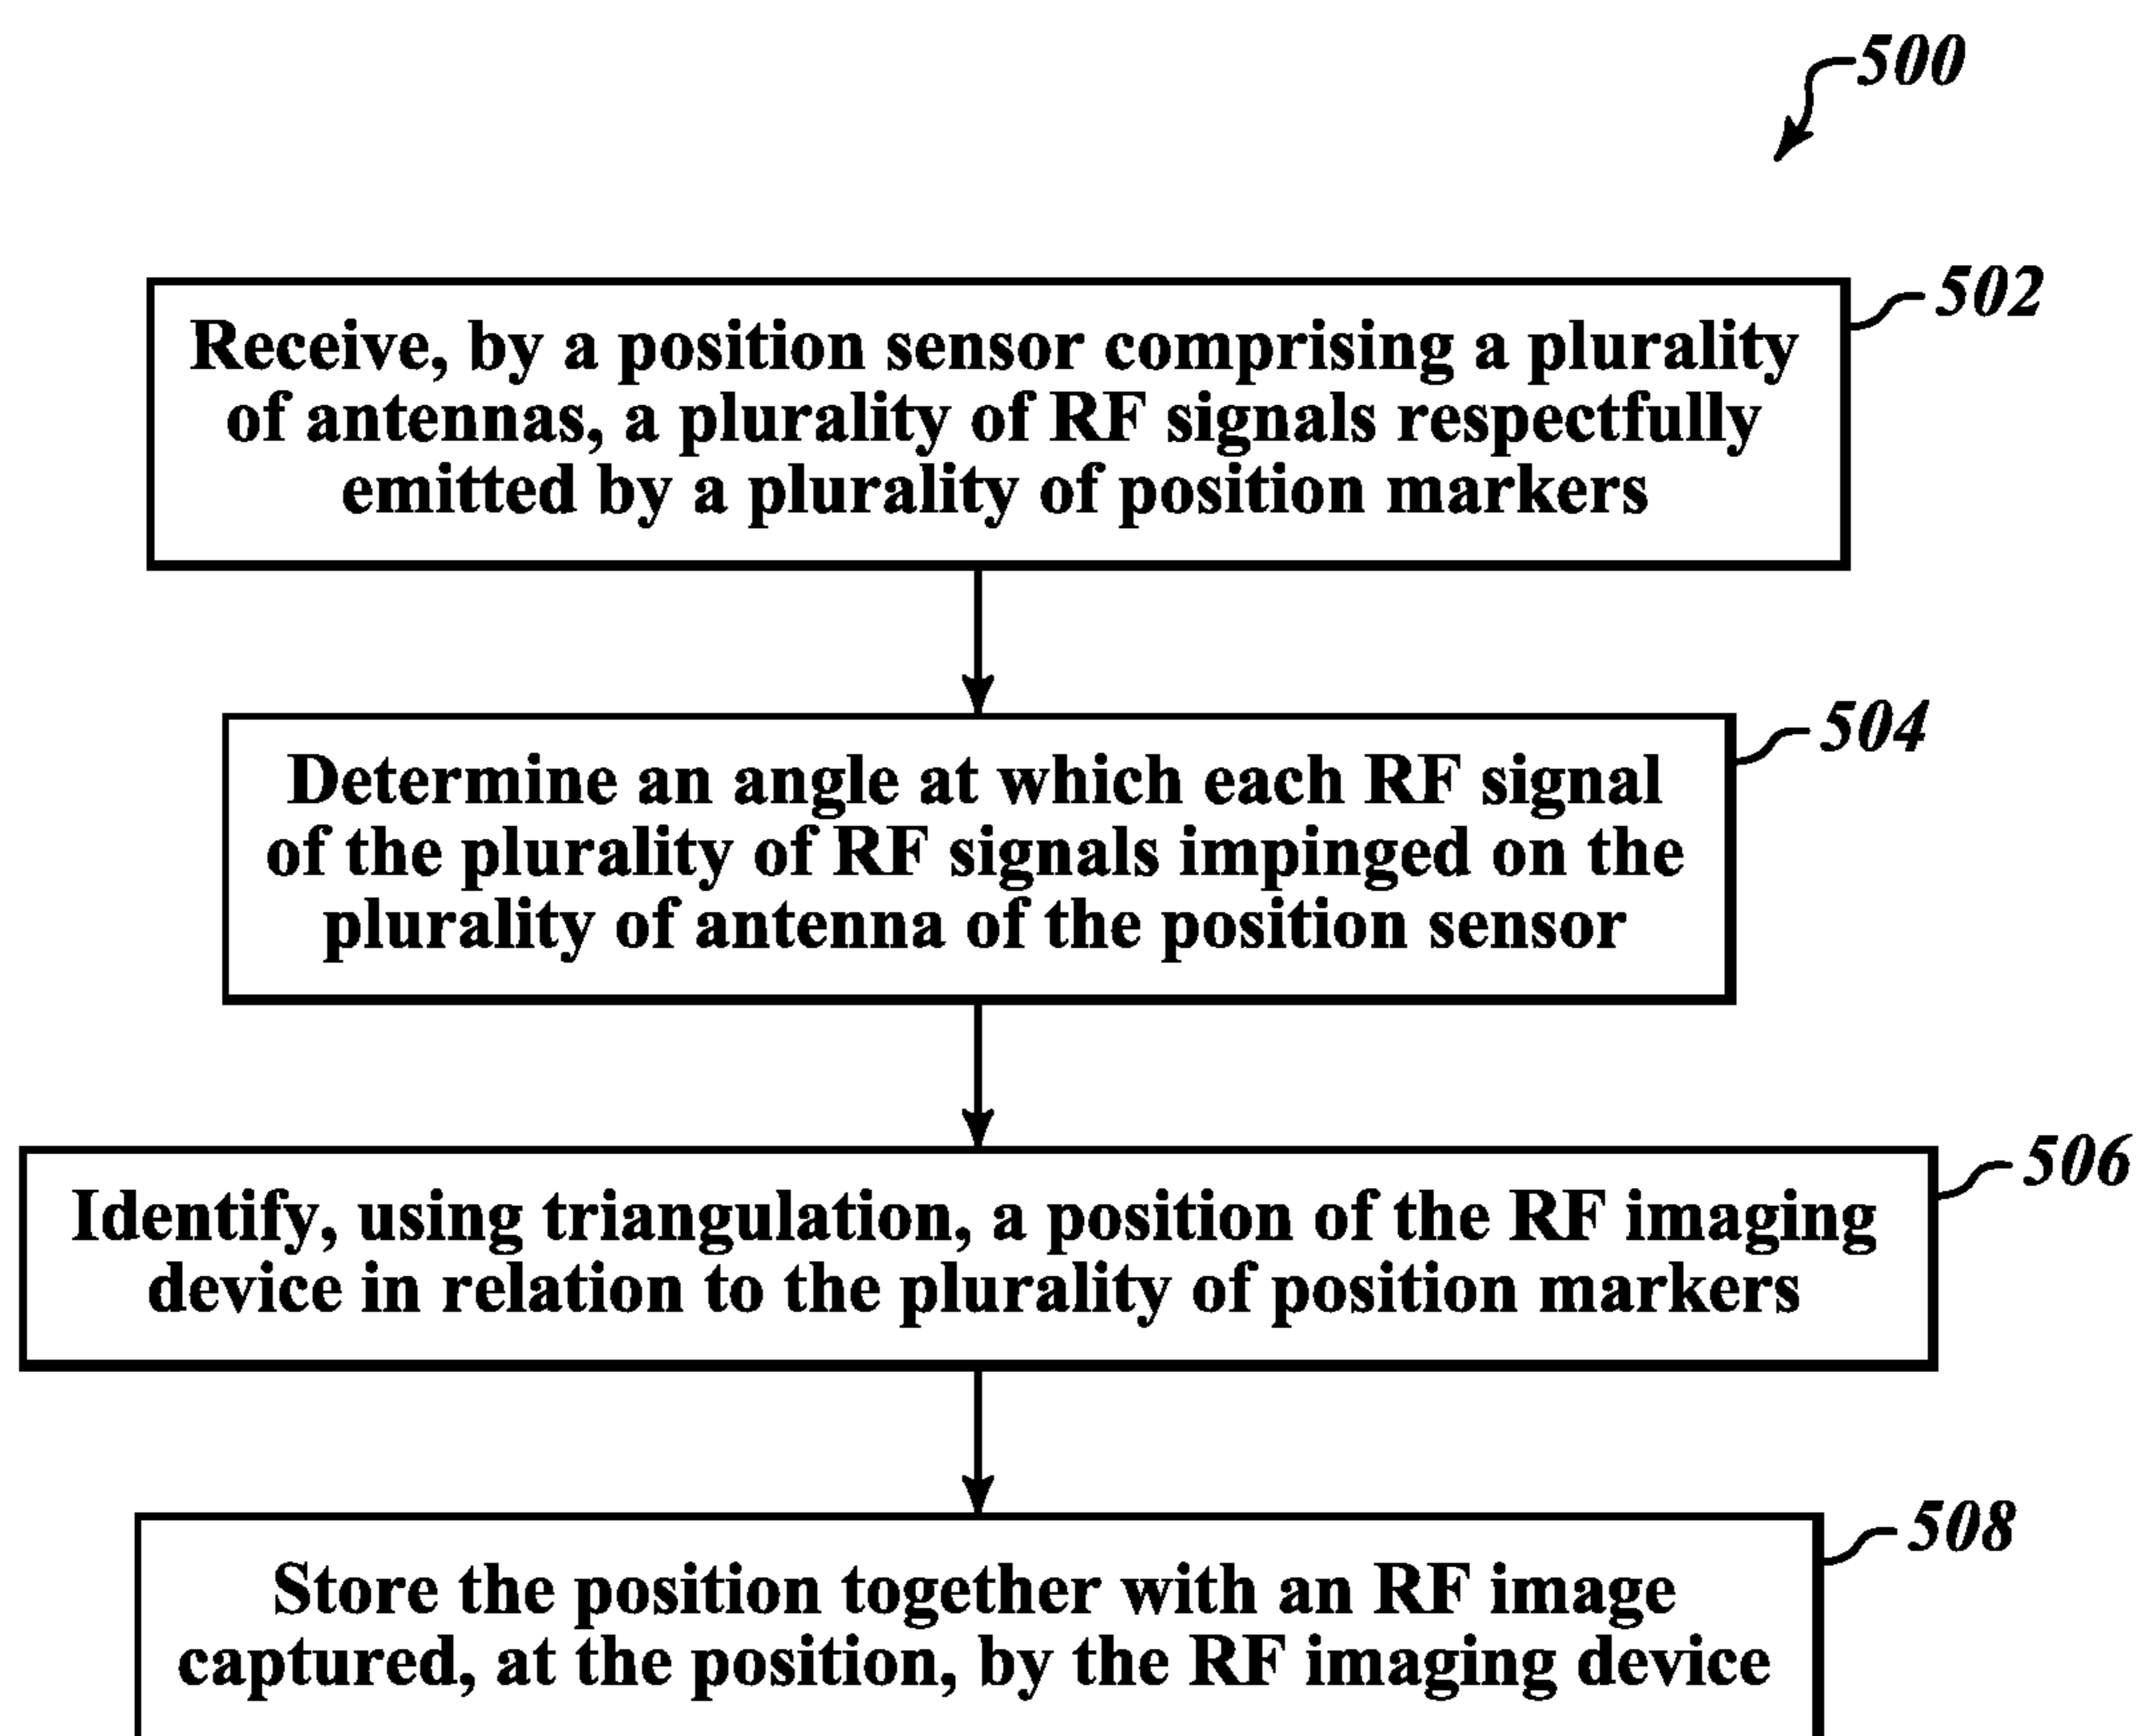 500
502
Receive, by a position sensor comprising a plurality
of antennas, a plurality of RF signals respectfully
emitted by a plurality of position markers
504
Determine an angle at which each RF signal
of the plurality of RF signals impinged on the
plurality of antenna of the position sensor
506
Identify, using triangulation, a position of the RF imaging
device in relation to the plurality of position markers
508
Store the position together with an RF image
captured, at the position, by the RF imaging device